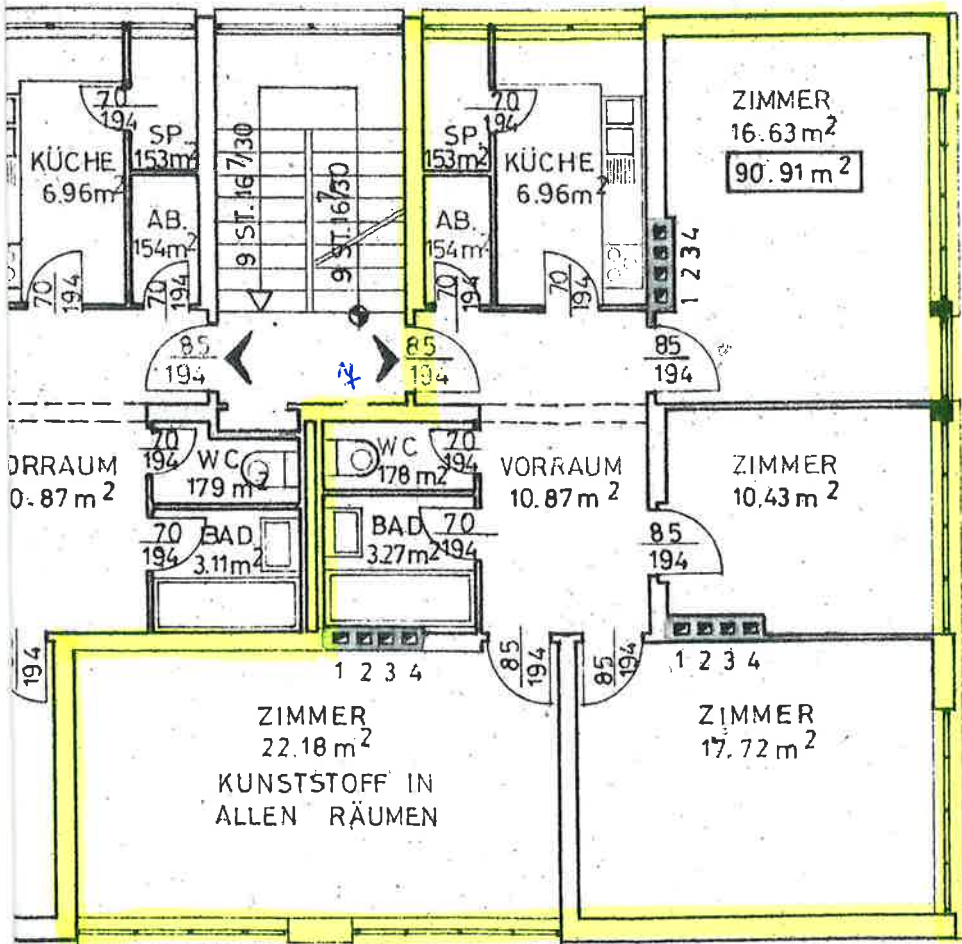 70
194
SP
153m²
KÜCHE
6.96m²
AB.
154m²
70
194
70
194
9 ST. 16⁷/30
9 ST. 16⁷/30
70
194
SP
153m²
KÜCHE
6.96m²
AB.
154m²
70
194
70
194
ZIMMER
16.63 m²
90.91 m²
1 2 3 4
85
194
85
194
85
194
70
194
WC
179 m²
WC
178 m²
70
194
ORRAUM
0.87 m²
VORRAUM
10.87 m²
ZIMMER
10,43 m²
70
194
BAD
3.11m²
BAD
3.27m²
70
194
85
194
194
1 2 3 4
85
194
85
194
1 2 3 4
ZIMMER
22.18 m²
KUNSTSTOFF IN
ALLEN RÄUMEN
ZIMMER
17.72 m²